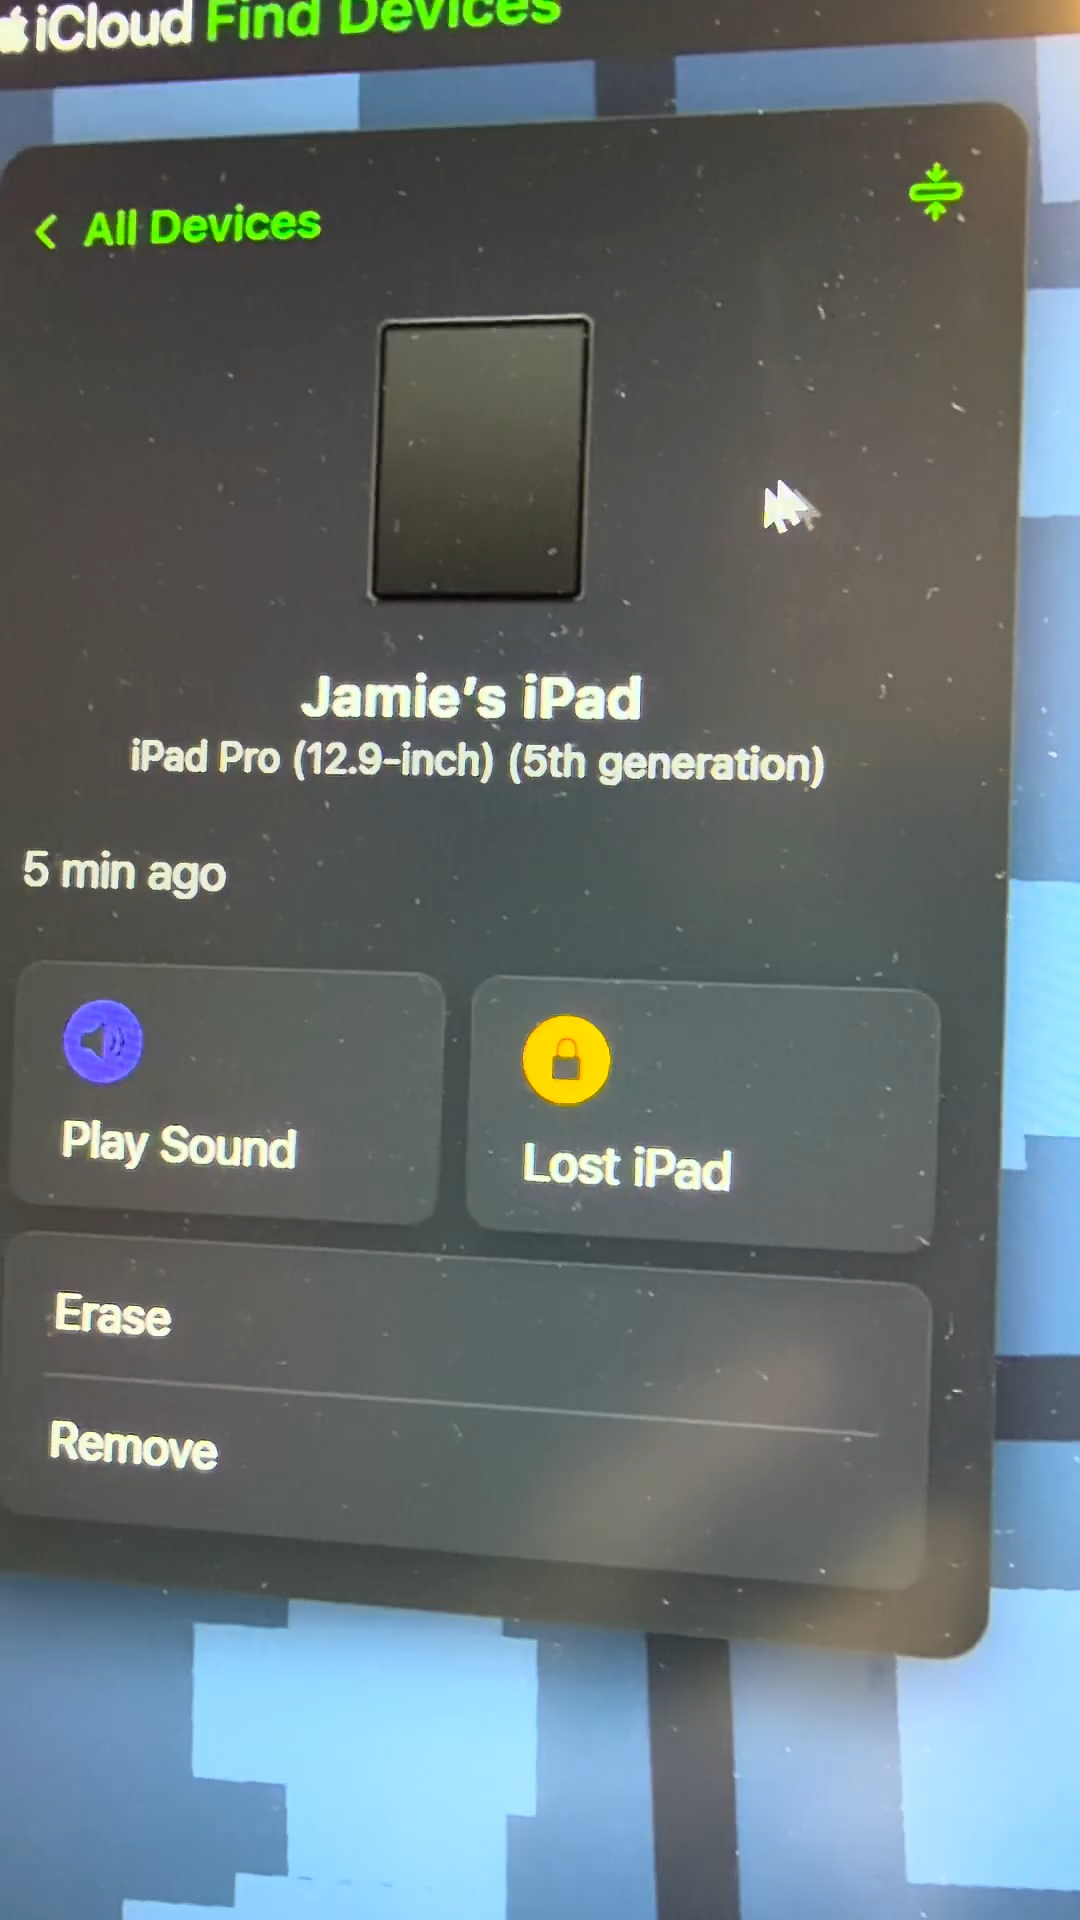 iCloud Find Devices
All Devices
Jamie's iPad
iPad Pro (12.9-inch) (5th generation)
5 min ago
Play Sound
Lost iPad
Erase
Remove